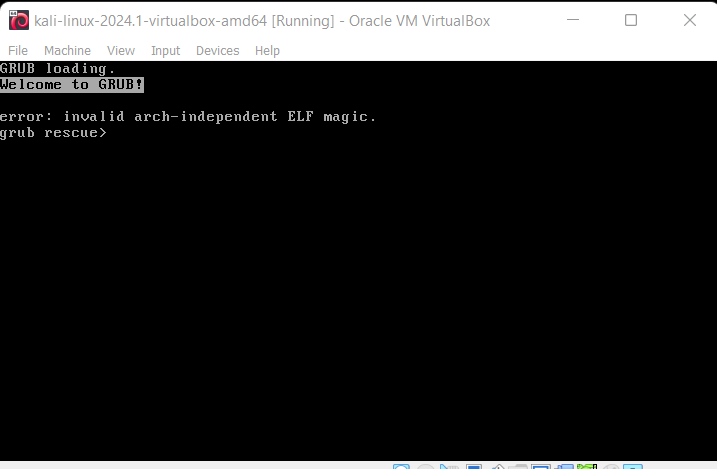 kali-linux-2024.1-virtualbox-amd64 [Running] - Oracle VM VirtualBox
File Machine View Input Devices Help
GRUB loading.
Welcome to GRUB!
error: invalid arch-independent ELF magic.
grub rescue>